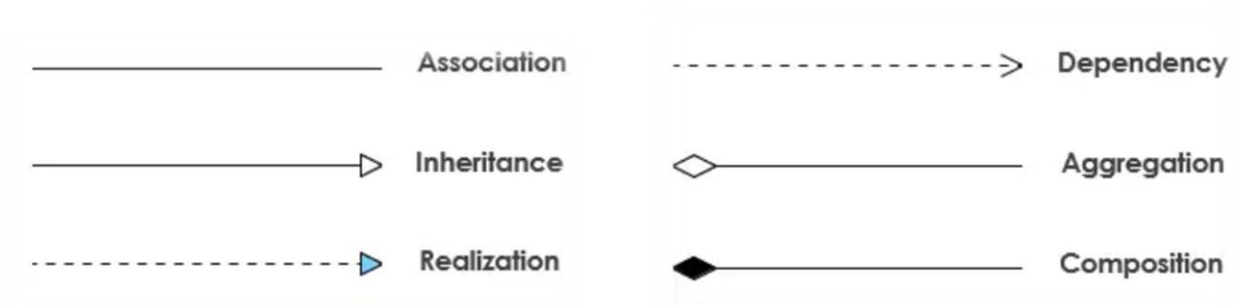 Association
Inheritance
Realization
Dependency
Aggregation
Composition